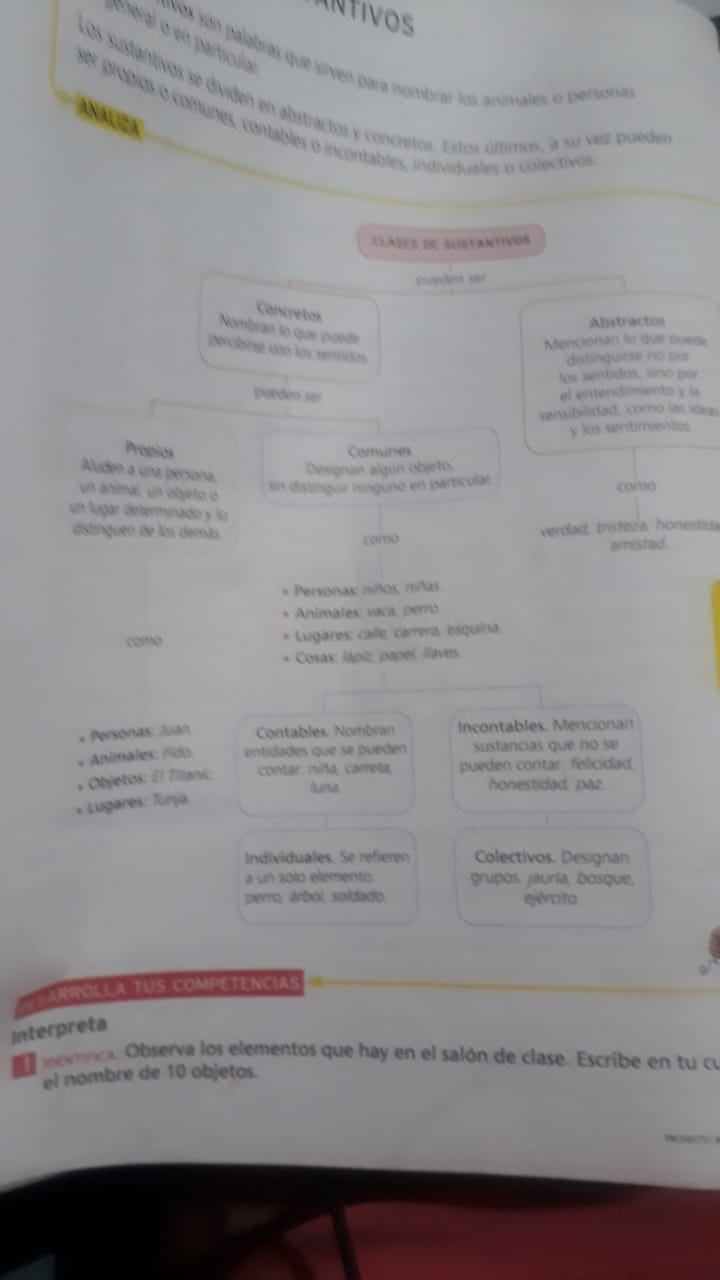 ANTIVOS
son palabras que sirven para nombrar los animales o personas
general o en particular.
Los sustantivos se dividen en abstractos y concretos. Estos últimos, a su vez pueden
ser propios o comunes, contables o incontables, individuales o colectivos.
ANALIZA
CLASES DE SUSTANTIVOS
pueden ser
Concretos
Nombran lo que puede
percibirse con los sentidos.
Abstractos
Mencionan lo que puede
distinguirse no por
los sentidos, sino por
el entendimiento y la
sensibilidad, como las ideas
y los sentimientos.
pueden ser
Propios
Aluden a una persona,
un animal, un objeto o
un lugar determinado y lo
distinguen de los demás.
Comunes
Designan algún objeto,
sin distinguir ninguno en particular.
como
verdad, tristeza, honestida
amistad.
como
• Personas: niños, niñas.
• Animales: vaca, perro.
• Lugares: calle, carrera, esquina.
• Cosas: lápiz, papel, llaves.
como
• Personas: Juan.
• Animales: Fido.
• Objetos: El Titanic.
• Lugares: Tunja.
Contables. Nombran
entidades que se pueden
contar: niña, carreta,
luna.
Incontables. Mencionan
sustancias que no se
pueden contar: felicidad,
honestidad, paz.
Individuales. Se refieren
a un solo elemento:
perro, árbol, soldado.
Colectivos. Designan
grupos: jauría, bosque,
ejército.
DESARROLLA TUS COMPETENCIAS
Interpreta
1 IDENTIFICA. Observa los elementos que hay en el salón de clase. Escribe en tu cu
el nombre de 10 objetos.
PROYECTO